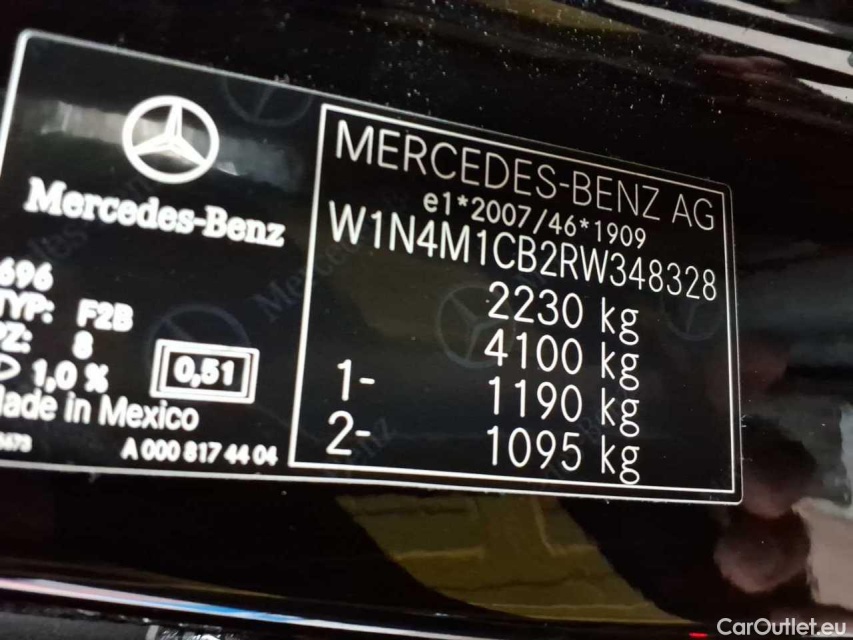 Mercedes-Benz
696
TYP: F2B
PZ: 8
1,0 %
0,51
Made in Mexico
A 000 817 44 04
MERCEDES-BENZ AG
e1*2007/46*1909
W1N4M1CB2RW348328
2230 kg
4100 kg
1- 1190 kg
2- 1095 kg
CarOutlet.eu